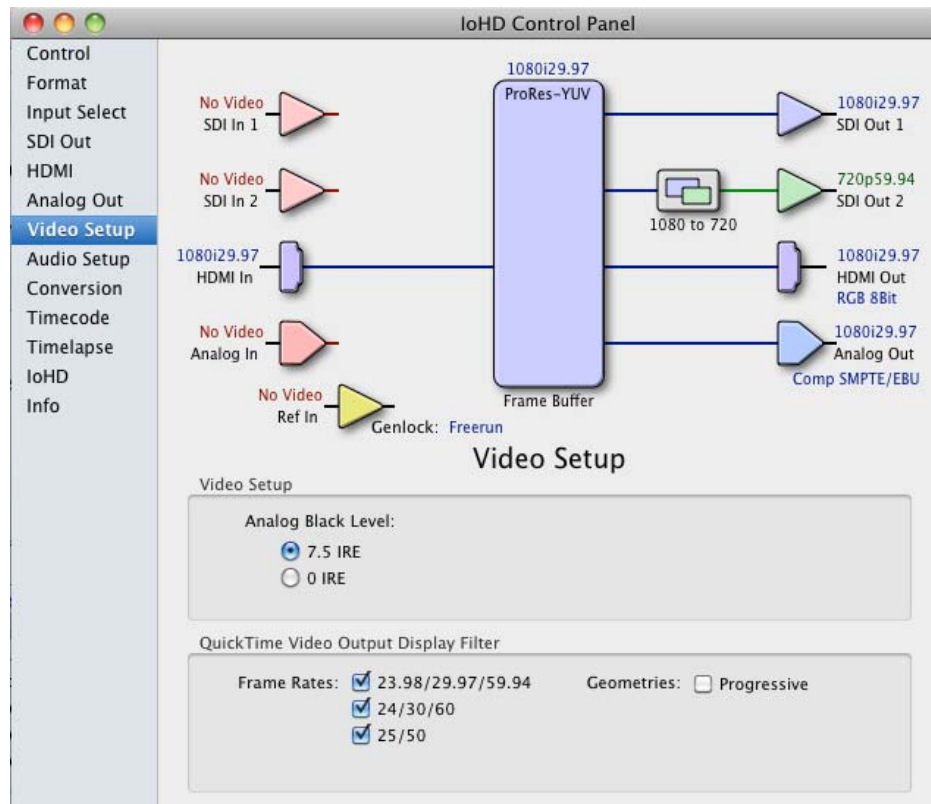 IoHD Control Panel
Control
Format
Input Select
SDI Out
HDMI
Analog Out
Video Setup
Audio Setup
Conversion
Timecode
Timelapse
IoHD
Info
1080i29.97
ProRes-YUV
Frame Buffer
No Video
SDI In 1
No Video
SDI In 2
1080i29.97
HDMI In
No Video
Analog In
No Video
Ref In
Genlock: Freerun
1080i29.97
SDI Out 1
1080 to 720
720p59.94
SDI Out 2
1080i29.97
HDMI Out
RGB 8Bit
1080i29.97
Analog Out
Comp SMPTE/EBU
Video Setup
Video Setup
Analog Black Level:
7.5 IRE
0 IRE
QuickTime Video Output Display Filter
Frame Rates: 23.98/29.97/59.94 Geometries: Progressive
24/30/60
25/50